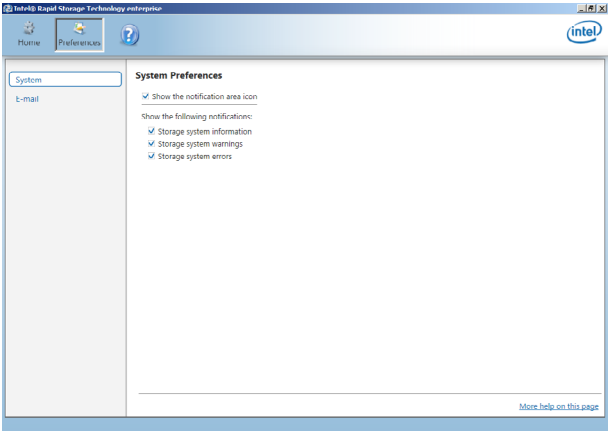 Intel® Rapid Storage Technology enterprise
Home
Preferences
?
intel
System
E-mail
System Preferences
Show the notification area icon
Show the following notifications:
Storage system information
Storage system warnings
Storage system errors
More help on this page